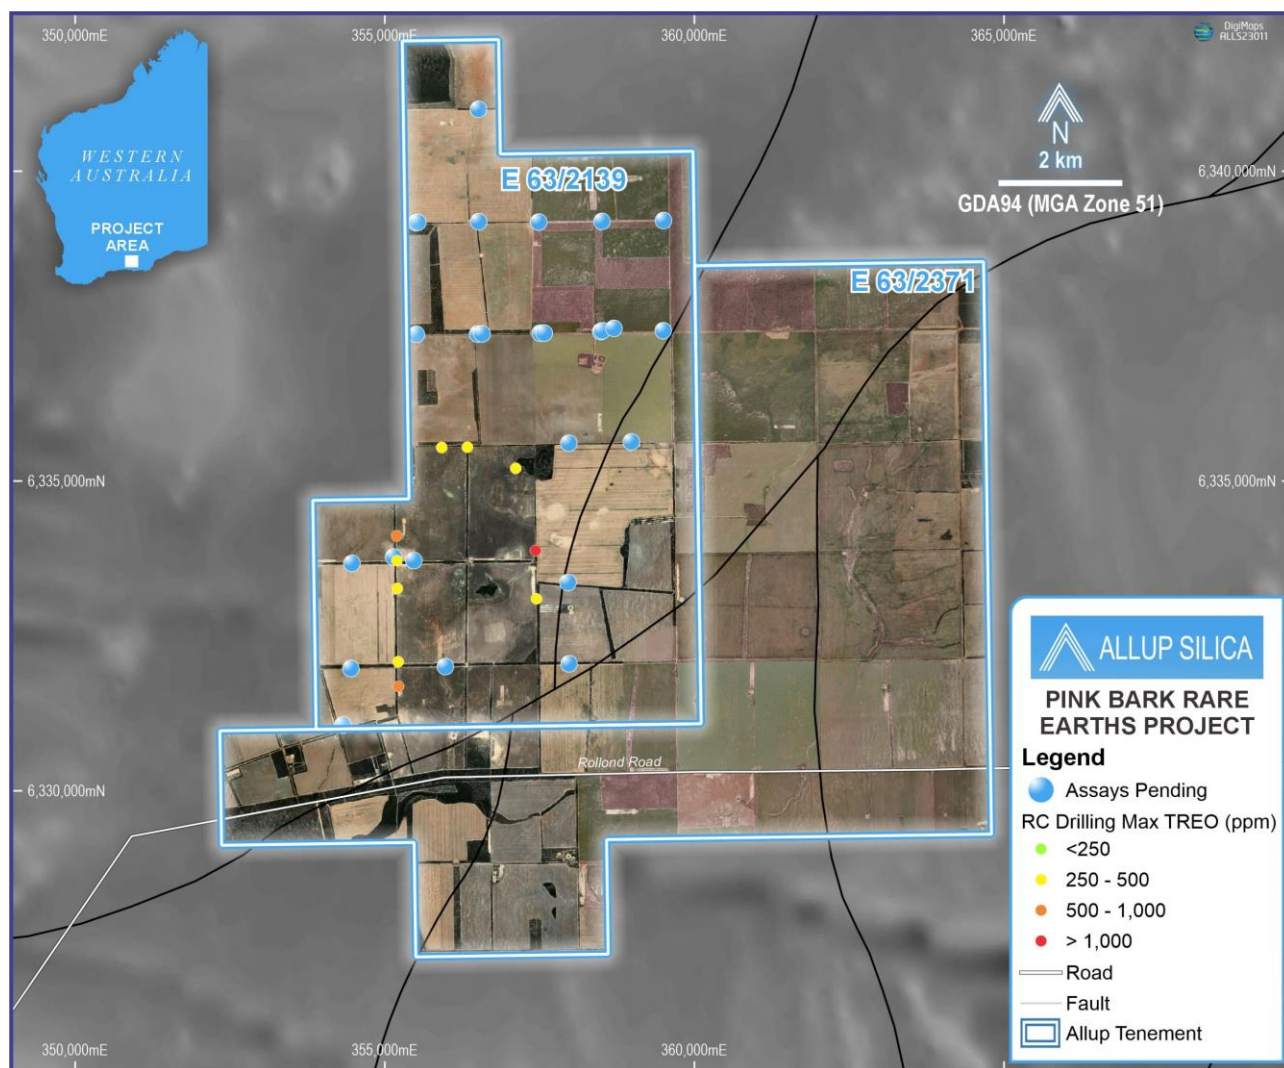 350,000mE
355,000mE
360,000mE
365,000mE
DigiMaps
ALLS23011
WESTERN
AUSTRALIA
PROJECT
AREA
N
2 km
GDA94 (MGA Zone 51)
6,340,000mN
E 63/2139
E 63/2371
6,335,000mN
6,335,000mN
6,330,000mN
Rollond Road
ALLUP SILICA
PINK BARK RARE
EARTHS PROJECT
Legend
Assays Pending
RC Drilling Max TREO (ppm)
<250
250 - 500
500 - 1,000
> 1,000
Road
Fault
Allup Tenement
350,000mE
355,000mE
360,000mE